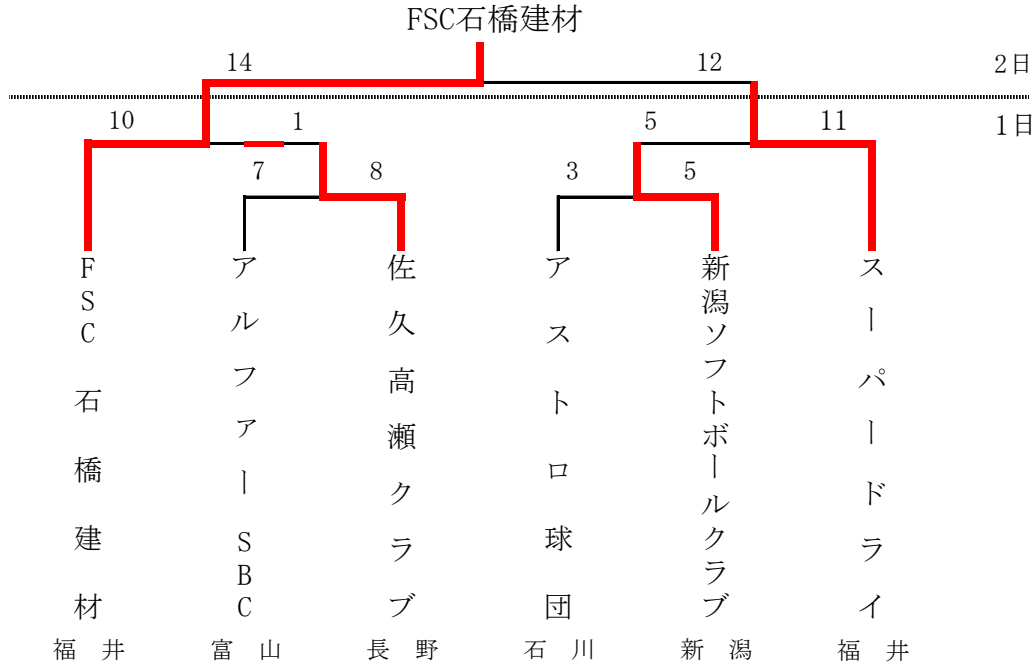 FSC石橋建材
14
12
2日
10
1
5
11
1日
7
8
3
5
FSC石橋建材
アルファーSBC
佐久高瀬クラブ
アストロ球団
新潟ソフトボールクラブ
スーパードライ
福井
富山
長野
石川
新潟
福井